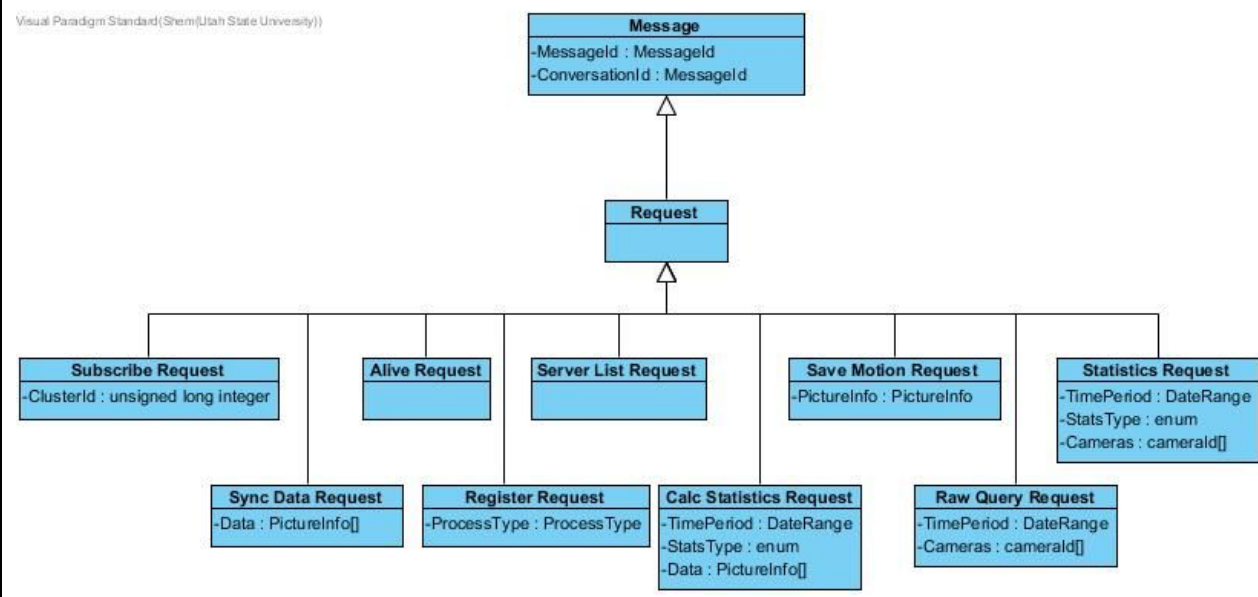 Visual Paradigm Standard(Shem(Utah State University))
Message
-MessageId : MessageId
-ConversationId : MessageId
Request
Subscribe Request
-ClusterId : unsigned long integer
Alive Request
Server List Request
Save Motion Request
-PictureInfo : PictureInfo
Statistics Request
-TimePeriod : DateRange
-StatsType : enum
-Cameras : cameraId[]
Sync Data Request
-Data : PictureInfo[]
Register Request
-ProcessType : ProcessType
Calc Statistics Request
-TimePeriod : DateRange
-StatsType : enum
-Data : PictureInfo[]
Raw Query Request
-TimePeriod : DateRange
-Cameras : cameraId[]